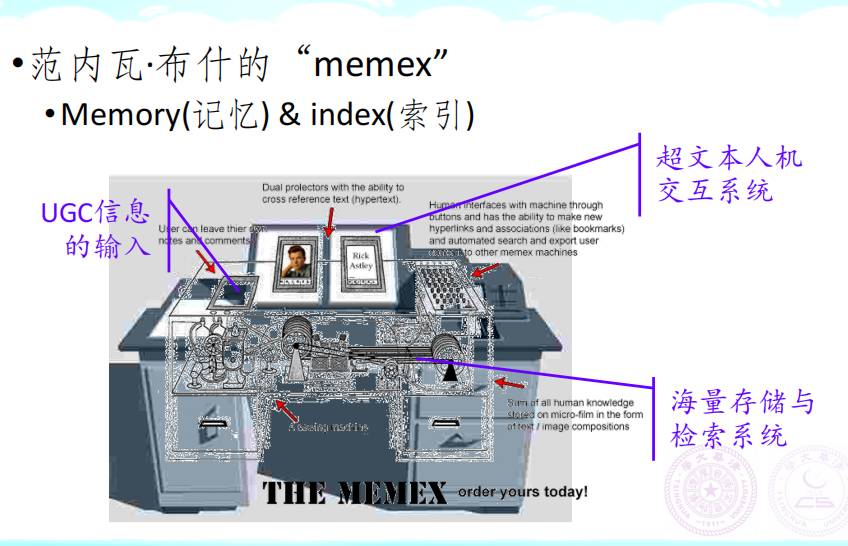 •范内瓦·布什的“memex”
•Memory(记忆) & index(索引)
超文本人机
交互系统
UGC信息
的输入
Dual projectors with the ability to
cross reference text (hypertext).
User can leave thier own
notes and comments
Human interfaces with machine through
buttons and has the ability to make new
hyperlinks and associations (like bookmarks)
and automated search and export user
to other memex machines
Rick
Astley
Sum of all human knowledge
stored on micro-film in the form
of text / image compositions
海量存储与
检索系统
THE MEMEX order yours today!